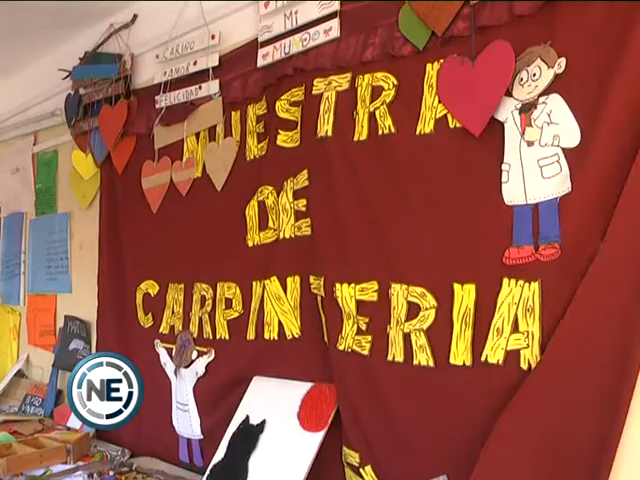 CARIÑO
AMOR
FELICIDAD
MI
MUNDO
MUESTRA
DE
CARPINTERIA
NE